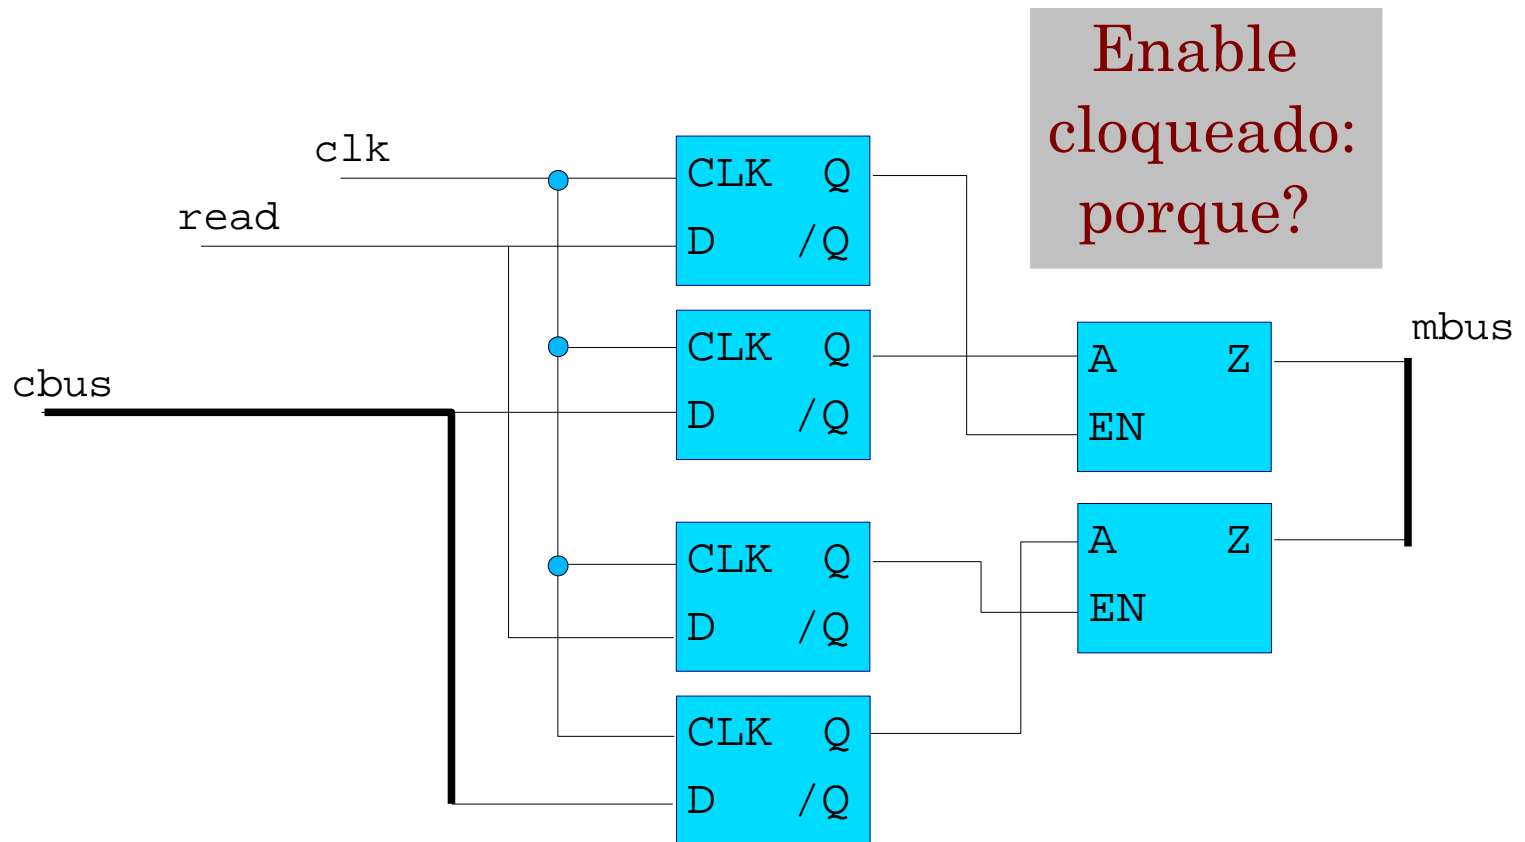 Enable
cloqueado:
porque?
clk
read
cbus
CLK Q
D /Q
CLK Q
D /Q
CLK Q
D /Q
CLK Q
D /Q
A Z
EN
A Z
EN
mbus